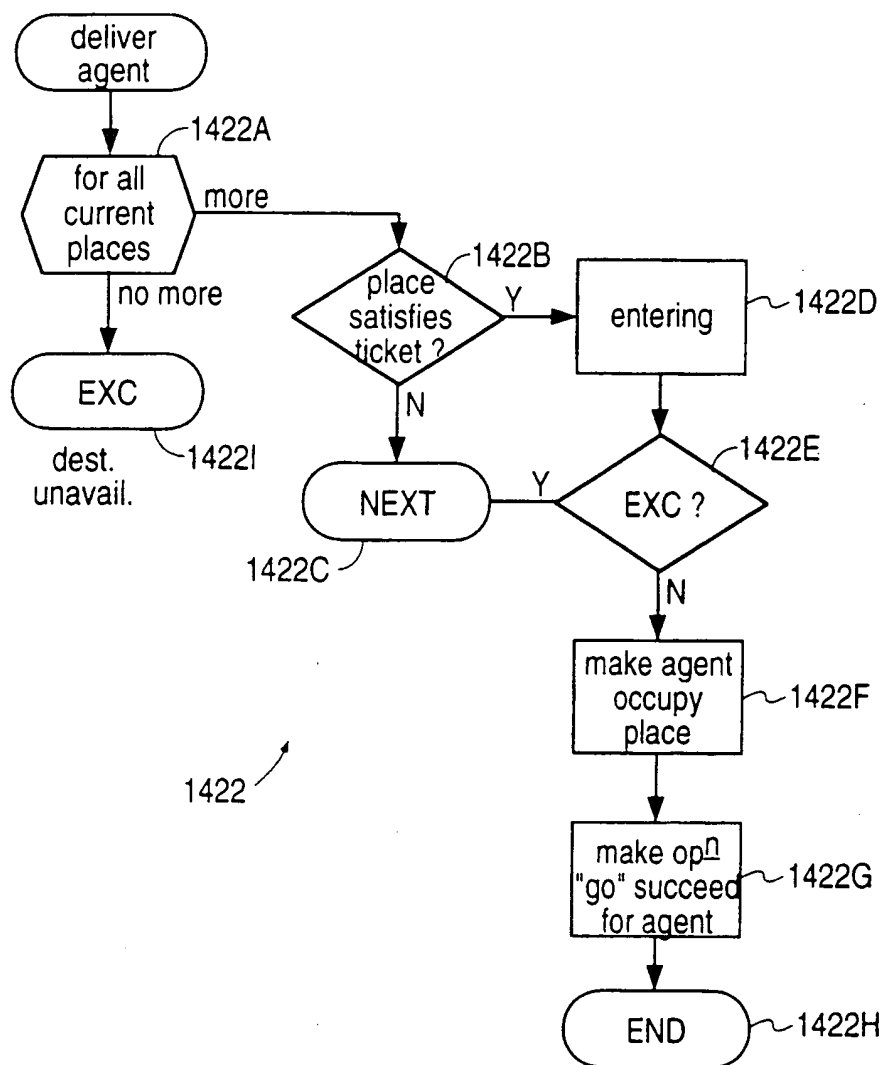 deliver
agent
1422A
for all
current
places
more
no more
EXC
1422I
dest.
unavail.
1422B
place
satisfies
ticket ?
Y
N
NEXT
1422C
entering
1422D
1422E
EXC ?
Y
N
make agent
occupy
place
1422F
1422
make opn
"go" succeed
for agent
1422G
END
1422H